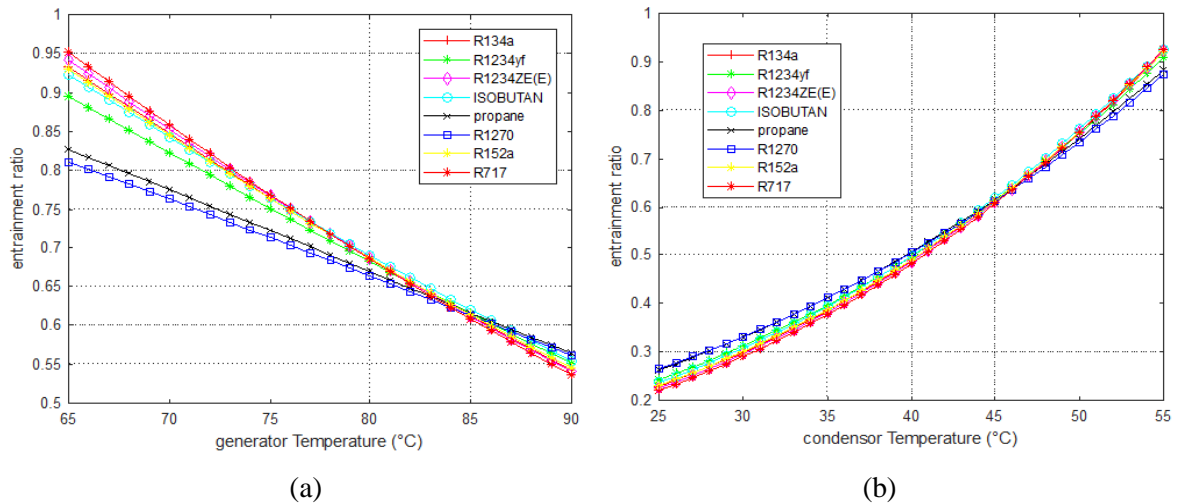 0.95
0.9
0.85
0.8
0.75
0.7
0.65
0.6
0.55
0.5
entrainment ratio
65
70
75
80
85
90
generator Temperature (°C)
R134a
R1234yf
R1234ZE(E)
ISOBUTAN
propane
R1270
R152a
R717
(a)
1
0.9
0.8
0.7
0.6
0.5
0.4
0.3
0.2
entrainment ratio
25
30
35
40
45
50
55
condensor Temperature (°C)
R134a
R1234yf
R1234ZE(E)
ISOBUTAN
propane
R1270
R152a
R717
(b)